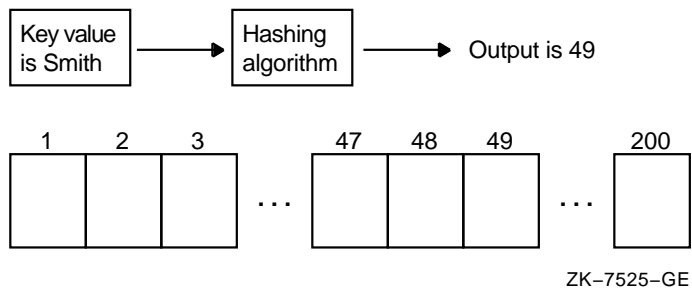 Key value
is Smith
Hashing
algorithm
Output is 49
1 2 3 47 48 49 200
. . . . . .
ZK–7525–GE